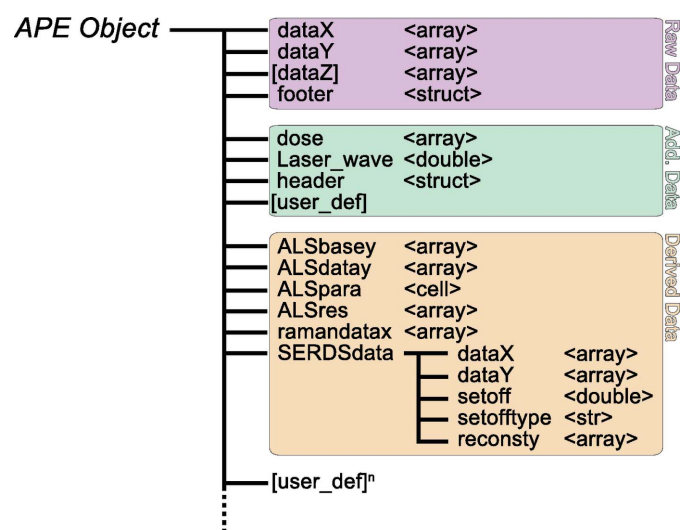 APE Object
dataX <array>
dataY <array>
[dataZ] <array>
footer <struct>
Raw Data
dose <array>
Laser_wave <double>
header <struct>
[user_def]
Add. Data
ALSbasey <array>
ALSdatay <array>
ALSpara <cell>
ALSres <array>
ramandatax <array>
SERDSdata
dataX <array>
dataY <array>
setoff <double>
setofftype <str>
reconsty <array>
Derived Data
[user_def]ⁿ